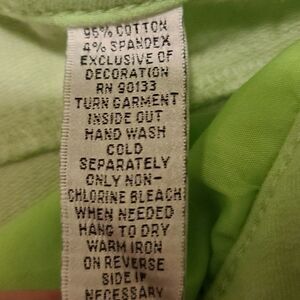 96% COTTON
4% SPANDEX
EXCLUSIVE OF
DECORATION
RN 90133
TURN GARMENT
INSIDE OUT
HAND WASH
COLD
SEPARATELY
ONLY NON-
CHLORINE BLEACH
WHEN NEEDED
HANG TO DRY
WARM IRON
ON REVERSE
SIDE IF
NECESSARY